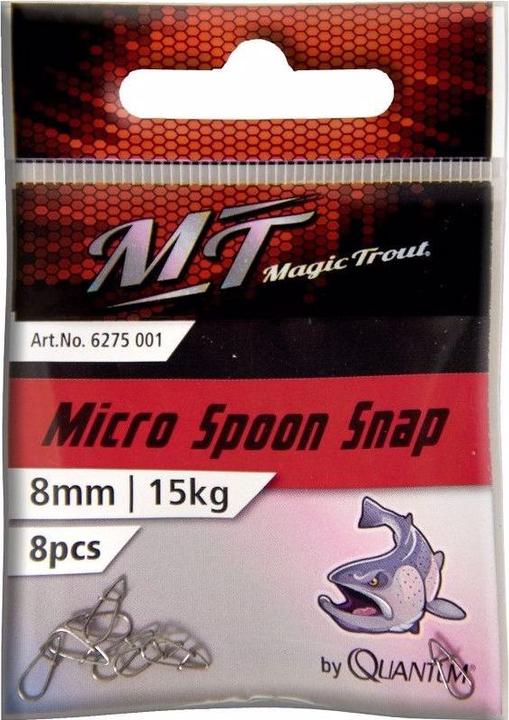 MT Magic Trout®
Art.No. 6275 001
Micro Spoon Snap
8mm | 15kg
8pcs
by QUANTUM®